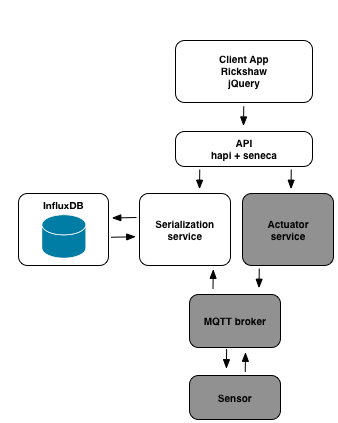 Client App
Rickshaw
jQuery
API
hapi + seneca
InfluxDB
Serialization
service
Actuator
service
MQTT broker
Sensor